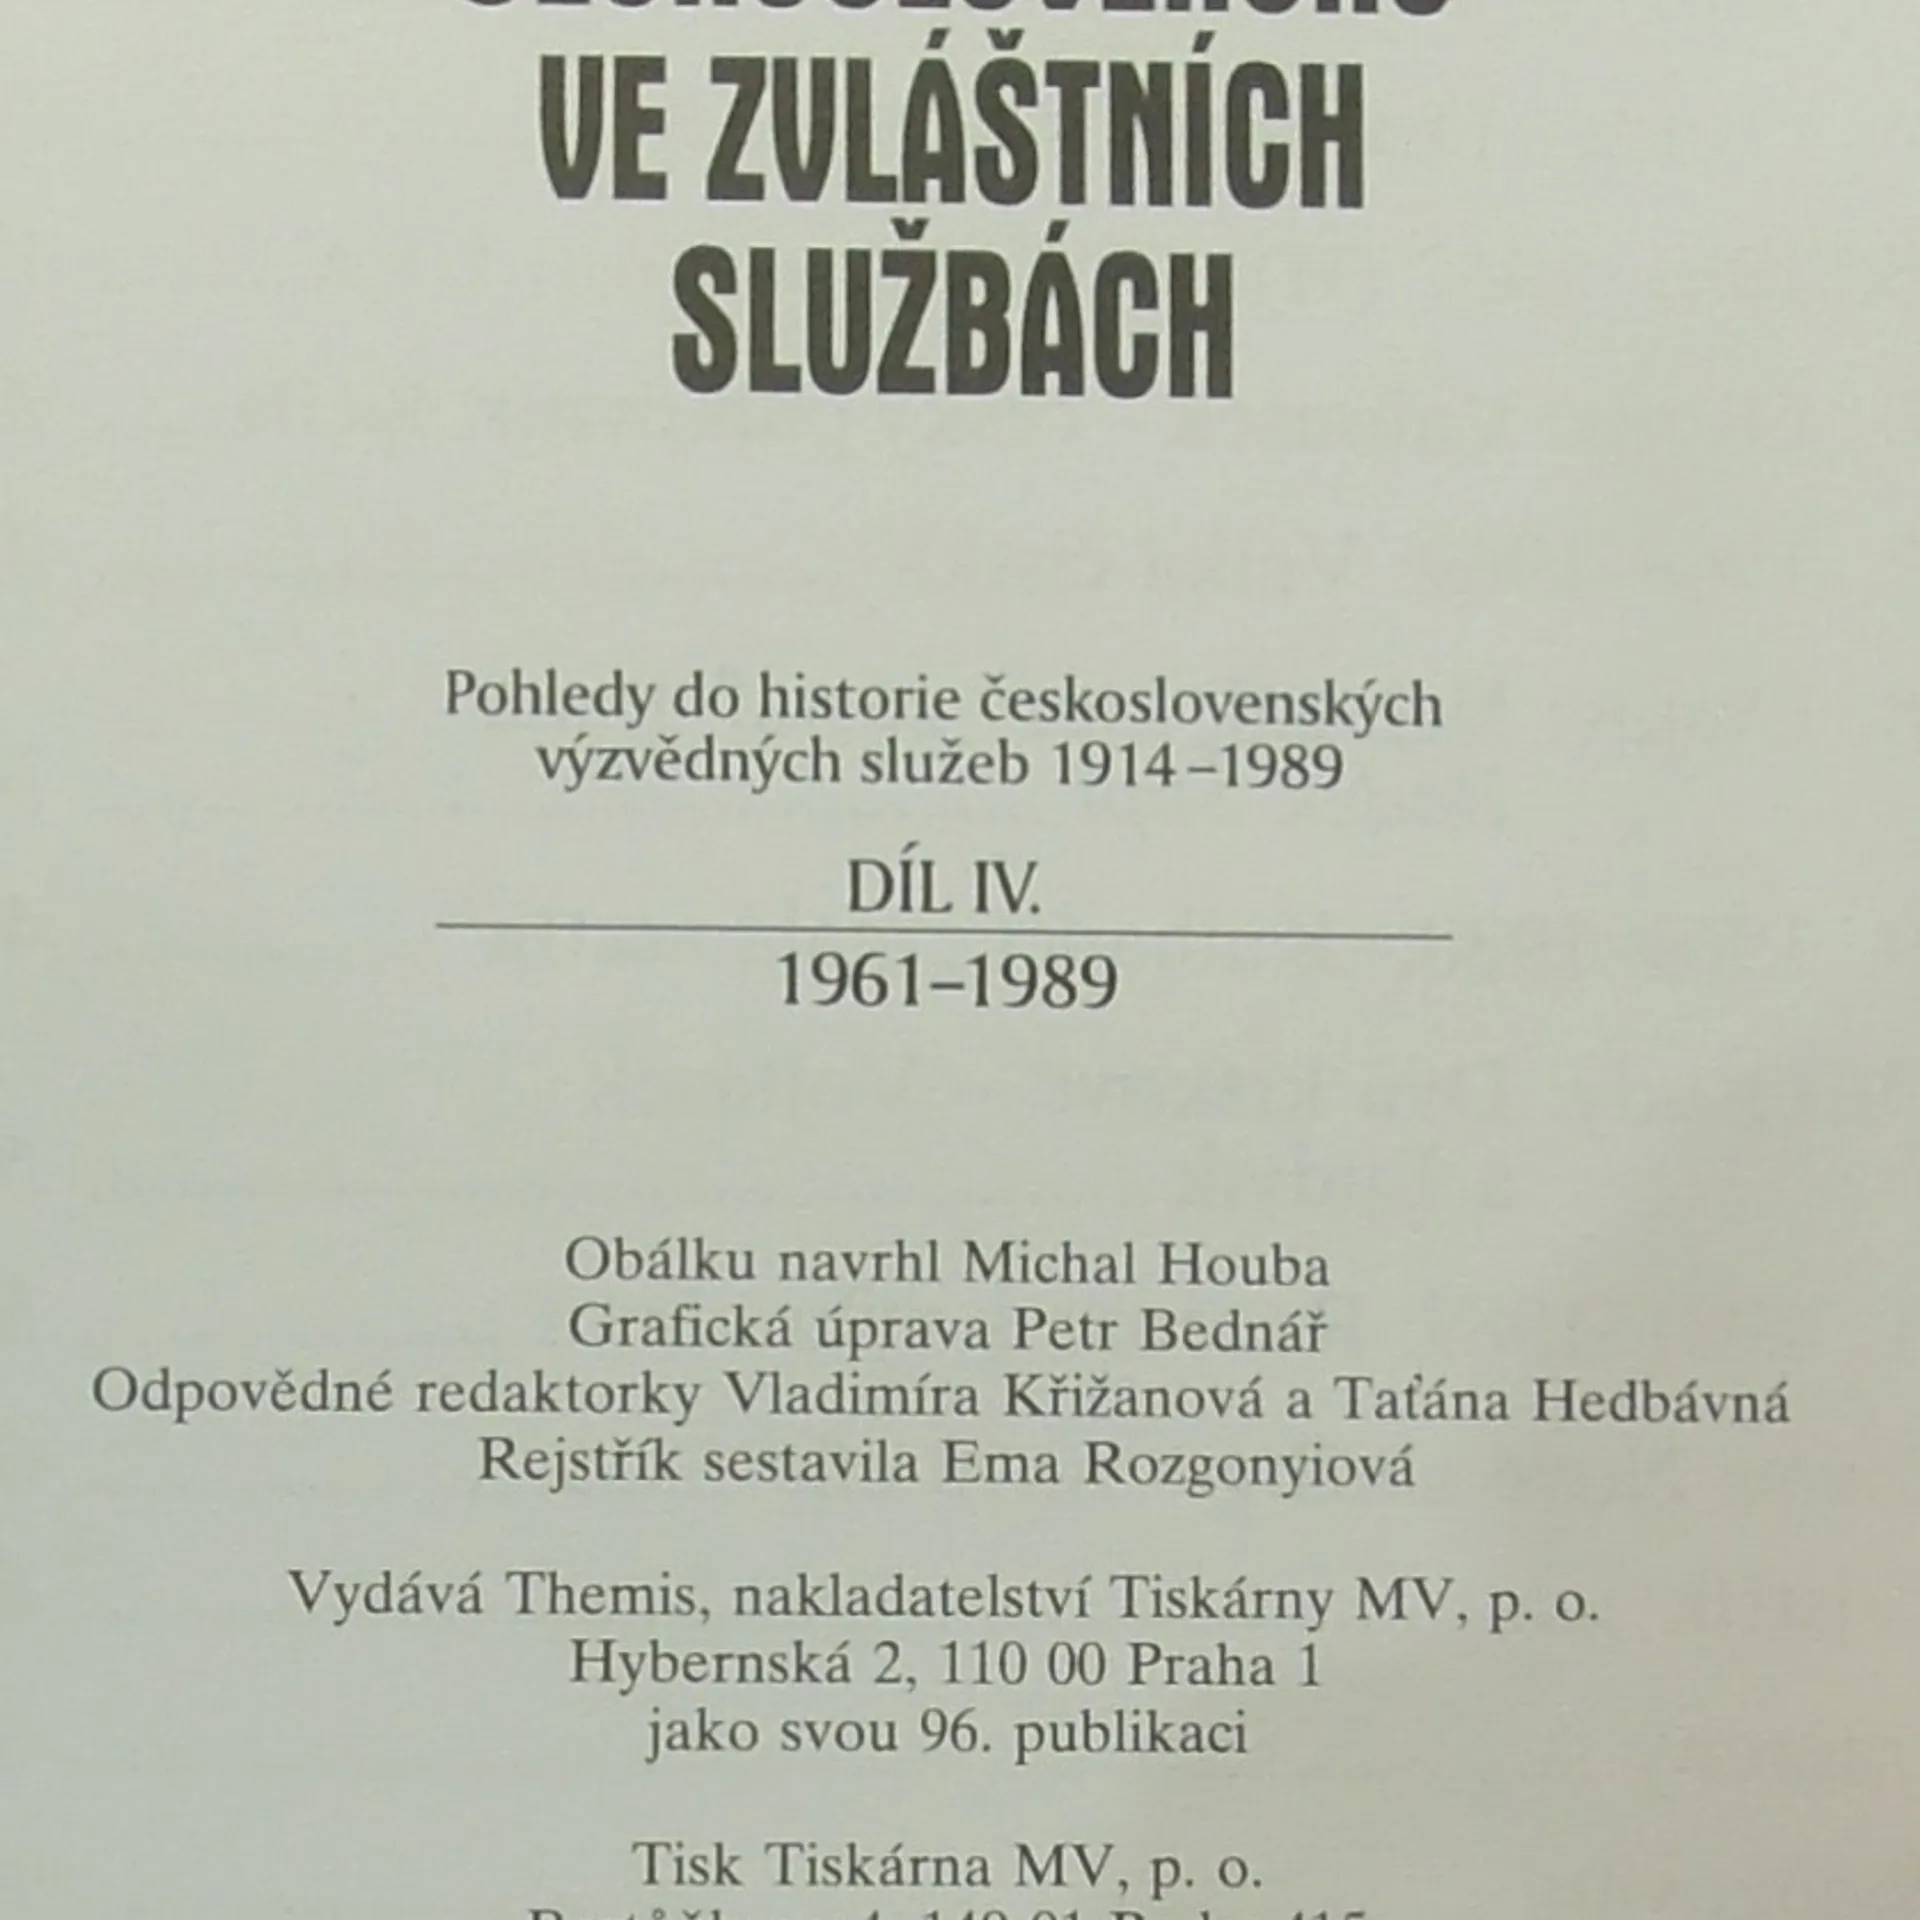 VE ZVLÁŠTNÍCH
SLUŽBÁCH
Pohledy do historie československých
výzvědných služeb 1914–1989
DÍL IV.
1961–1989
Obálku navrhl Michal Houba
Grafická úprava Petr Bednář
Odpovědné redaktorky Vladimíra Křižanová a Taťána Hedbávná
Rejstřík sestavila Ema Rozgonyiová
Vydává Themis, nakladatelství Tiskárny MV, p. o.
Hybernská 2, 110 00 Praha 1
jako svou 96. publikaci
Tisk Tiskárna MV, p. o.